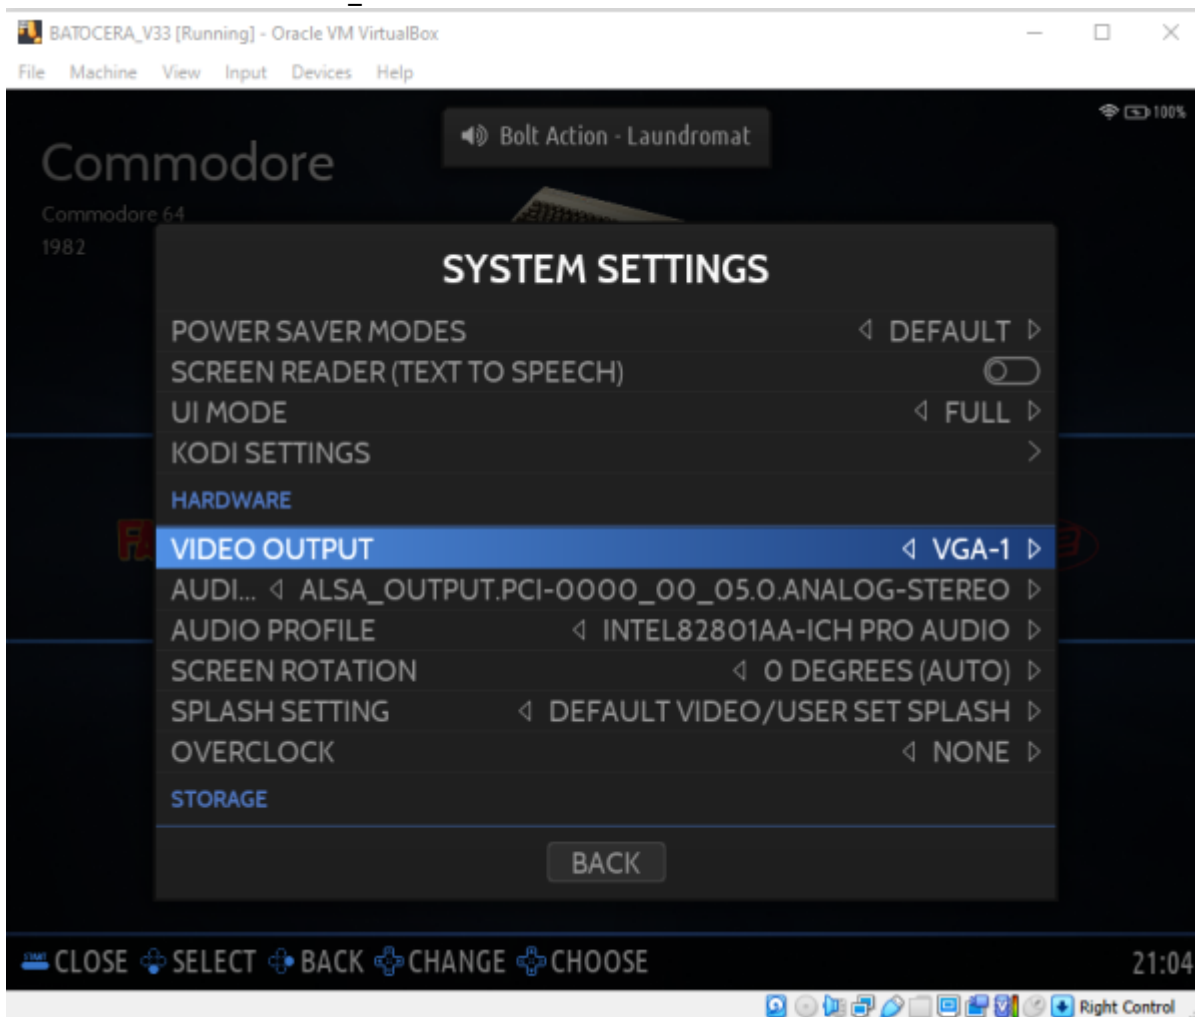 BATOCERA_V33 [Running] - Oracle VM VirtualBox
File Machine View Input Devices Help
100%
Bolt Action - Laundromat
Commodore
Commodore 64
1982
SYSTEM SETTINGS
POWER SAVER MODES DEFAULT
SCREEN READER (TEXT TO SPEECH)
UI MODE FULL
KODI SETTINGS
HARDWARE
VIDEO OUTPUT VGA-1
AUDI... ALSA_OUTPUT.PCI-0000_00_05.0.ANALOG-STEREO
AUDIO PROFILE INTEL82801AA-ICH PRO AUDIO
SCREEN ROTATION 0 DEGREES (AUTO)
SPLASH SETTING DEFAULT VIDEO/USER SET SPLASH
OVERCLOCK NONE
STORAGE
BACK
START CLOSE SELECT BACK CHANGE CHOOSE 21:04
Right Control